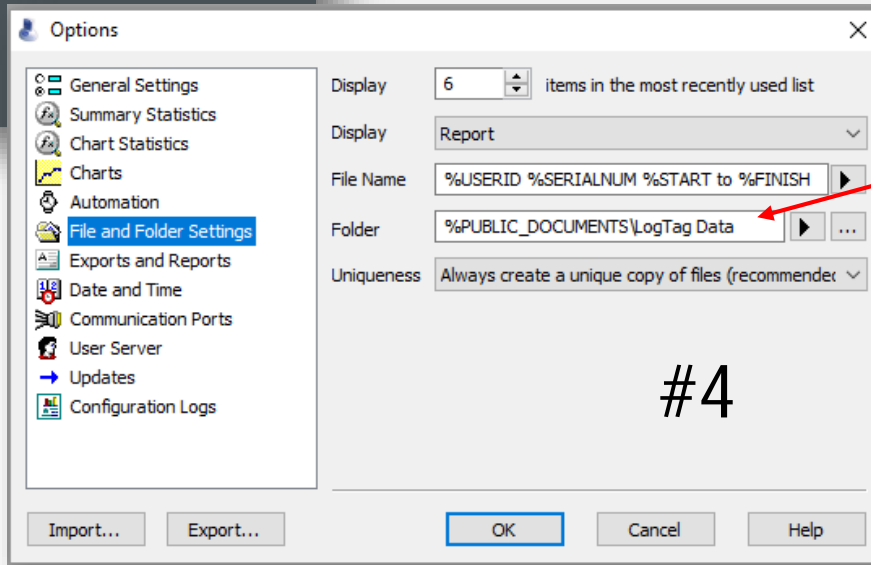 Options
General Settings
Summary Statistics
Chart Statistics
Charts
Automation
File and Folder Settings
Exports and Reports
Date and Time
Communication Ports
User Server
Updates
Configuration Logs
Display 6 items in the most recently used list
Display Report
File Name %USERID %SERIALNUM %START to %FINISH
Folder %PUBLIC_DOCUMENTS\LogTag Data ...
Uniqueness Always create a unique copy of files (recommended
#4
Import... Export... OK Cancel Help